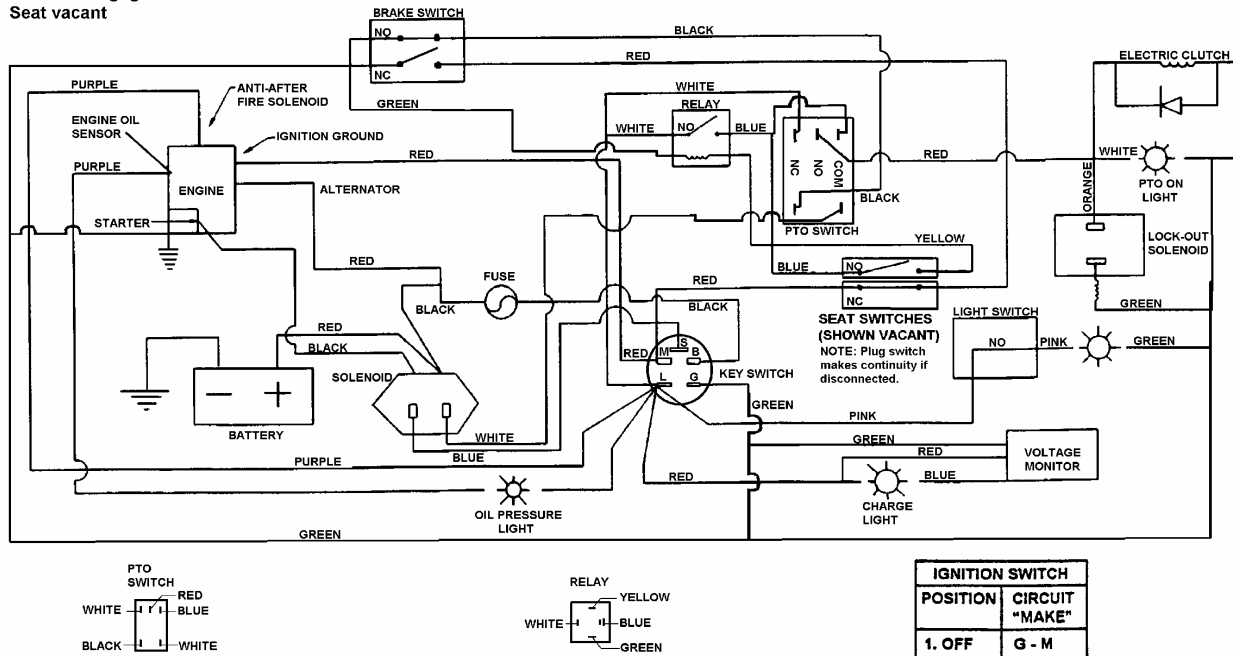 Seat vacant
BRAKE SWITCH
NO
NC
BLACK
RED
ELECTRIC CLUTCH
PURPLE
ANTI-AFTER
FIRE SOLENOID
GREEN
WHITE
RELAY
WHITE
NO
BLUE
ENGINE OIL
SENSOR
IGNITION GROUND
PURPLE
RED
NC
NO
COM
RED
WHITE
PTO ON
LIGHT
ENGINE
ALTERNATOR
BLACK
ORANGE
STARTER
PTO SWITCH
YELLOW
LOCK-OUT
SOLENOID
RED
FUSE
BLUE
NO
RED
NC
BLACK
BLACK
GREEN
SEAT SWITCHES
(SHOWN VACANT)
NOTE: Plug switch
makes continuity if
disconnected.
LIGHT SWITCH
NO
PINK
GREEN
RED
BLACK
RED
M
S
B
L
G
KEY SWITCH
SOLENOID
GREEN
PINK
BATTERY
WHITE
BLUE
GREEN
RED
VOLTAGE
MONITOR
PURPLE
RED
BLUE
OIL PRESSURE
LIGHT
CHARGE
LIGHT
GREEN
PTO
SWITCH
RED
WHITE
BLUE
BLACK
WHITE
RELAY
YELLOW
WHITE
BLUE
GREEN
IGNITION SWITCH
POSITION CIRCUIT
"MAKE"
1. OFF G - M